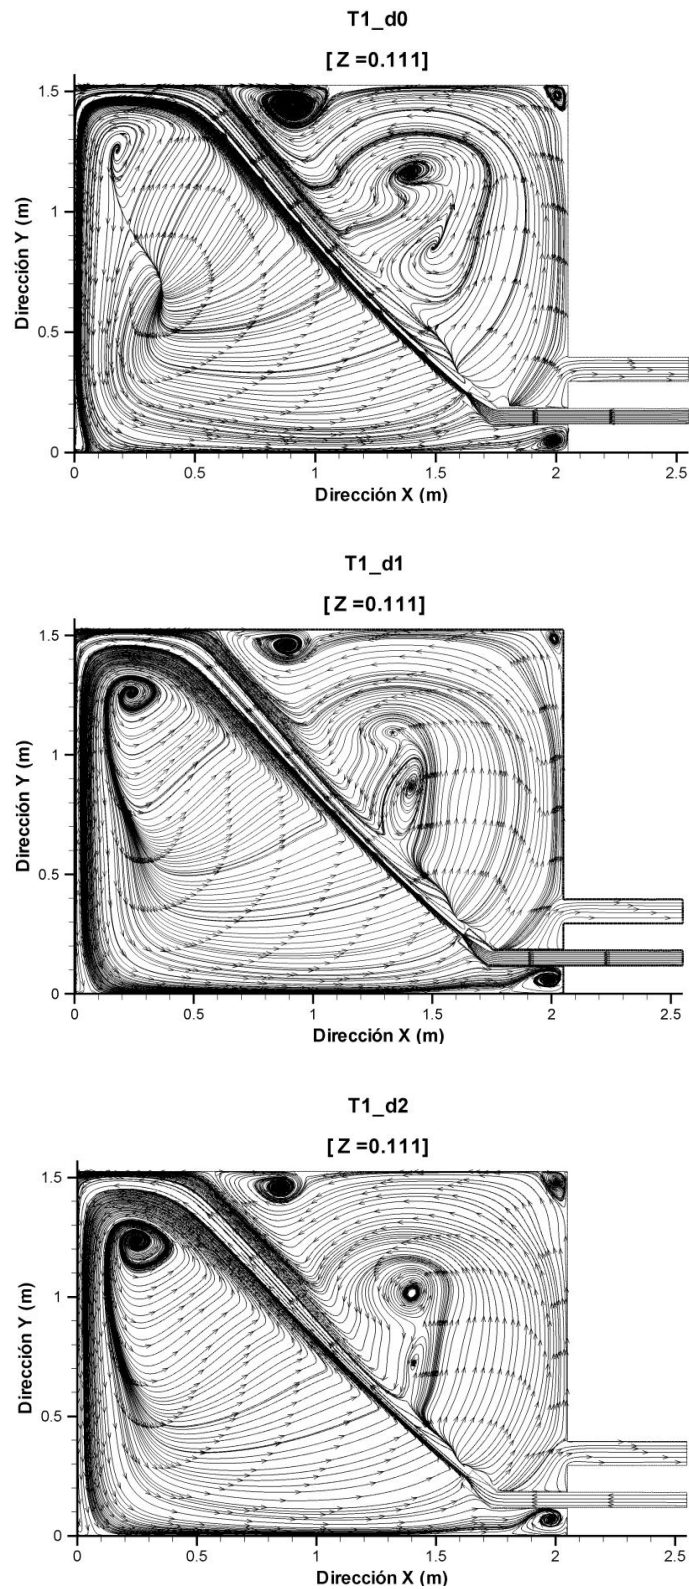 T1_d0
[ Z =0.111]
1.5
1
0.5
0
Dirección Y (m)
0 0.5 1 1.5 2 2.5
Dirección X (m)
T1_d1
[ Z =0.111]
1.5
1
0.5
0
Dirección Y (m)
0 0.5 1 1.5 2 2.5
Dirección X (m)
T1_d2
[ Z =0.111]
1.5
1
0.5
0
Dirección Y (m)
0 0.5 1 1.5 2 2.5
Dirección X (m)